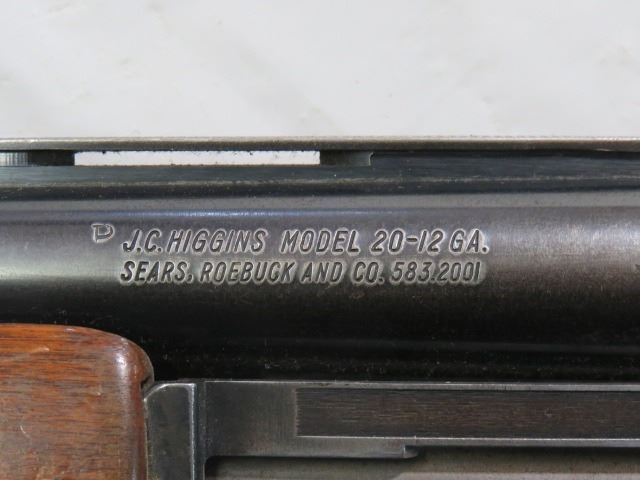 P J.C. HIGGINS MODEL 20-12 GA.
SEARS, ROEBUCK AND CO. 583.2001